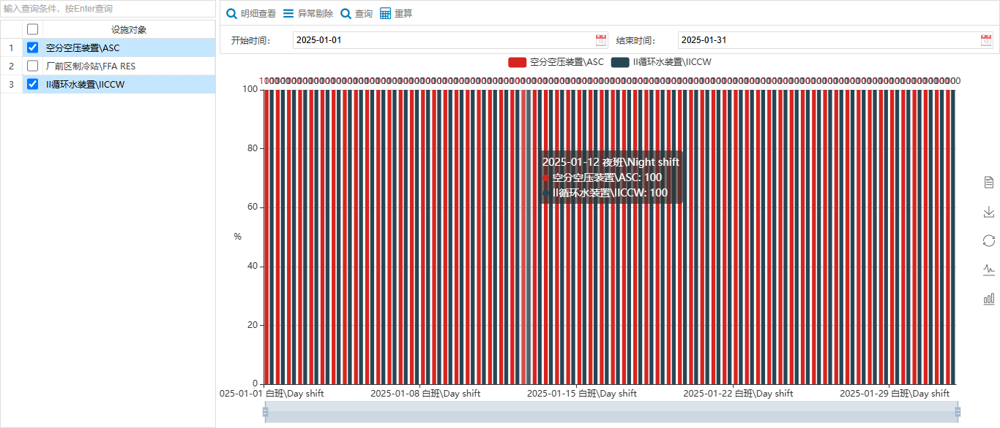 输入查询条件，按Enter查询
设施对象
1 空分空压装置\ASC
2 厂前区制冷站\FFA RES
3 II循环水装置\IICCW
明细查看 异常剔除 查询 重算
开始时间： 2025-01-01 结束时间： 2025-01-31
空分空压装置\ASC II循环水装置\IICCW
100
80
60
%
40
20
0
2025-01-12 夜班\Night shift
空分空压装置\ASC: 100
II循环水装置\IICCW: 100
025-01-01 白班\Day shift 2025-01-08 白班\Day shift 2025-01-15 白班\Day shift 2025-01-22 白班\Day shift 2025-01-29 白班\Day shift